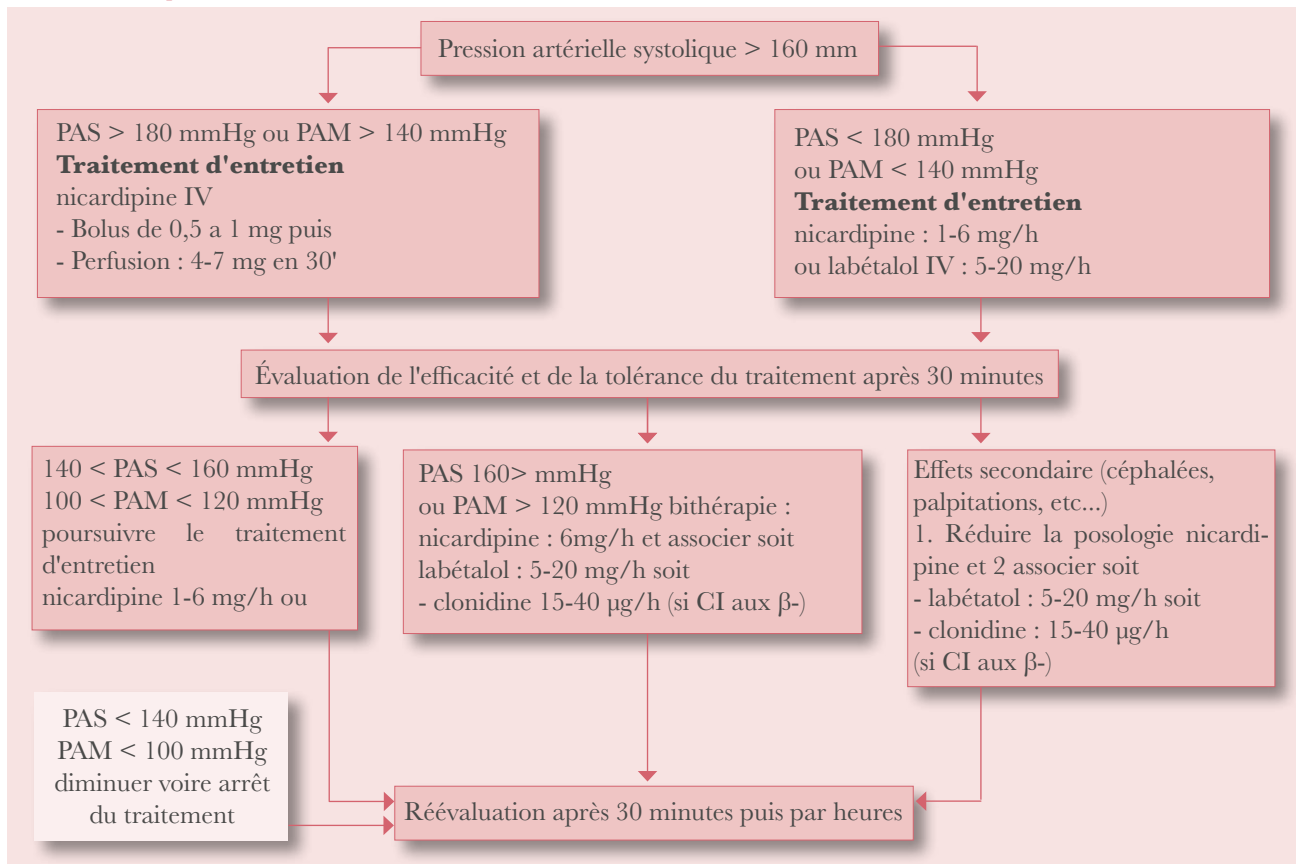 Pression artérielle systolique > 160 mm
PAS > 180 mmHg ou PAM > 140 mmHg
Traitement d'entretien
nicardipine IV
- Bolus de 0,5 a 1 mg puis
- Perfusion : 4-7 mg en 30'
PAS < 180 mmHg
ou PAM < 140 mmHg
Traitement d'entretien
nicardipine : 1-6 mg/h
ou labétalol IV : 5-20 mg/h
Évaluation de l'efficacité et de la tolérance du traitement après 30 minutes
140 < PAS < 160 mmHg
100 < PAM < 120 mmHg
poursuivre le traitement
d'entretien
nicardipine 1-6 mg/h ou
PAS 160> mmHg
ou PAM > 120 mmHg bithérapie :
nicardipine : 6mg/h et associer soit
labétalol : 5-20 mg/h soit
- clonidine 15-40 µg/h (si CI aux β-)
Effets secondaire (céphalées,
palpitations, etc...)
1. Réduire la posologie nicardi-
pine et 2 associer soit
- labétatol : 5-20 mg/h soit
- clonidine : 15-40 µg/h
(si CI aux β-)
PAS < 140 mmHg
PAM < 100 mmHg
diminuer voire arrêt
du traitement
Réévaluation après 30 minutes puis par heures